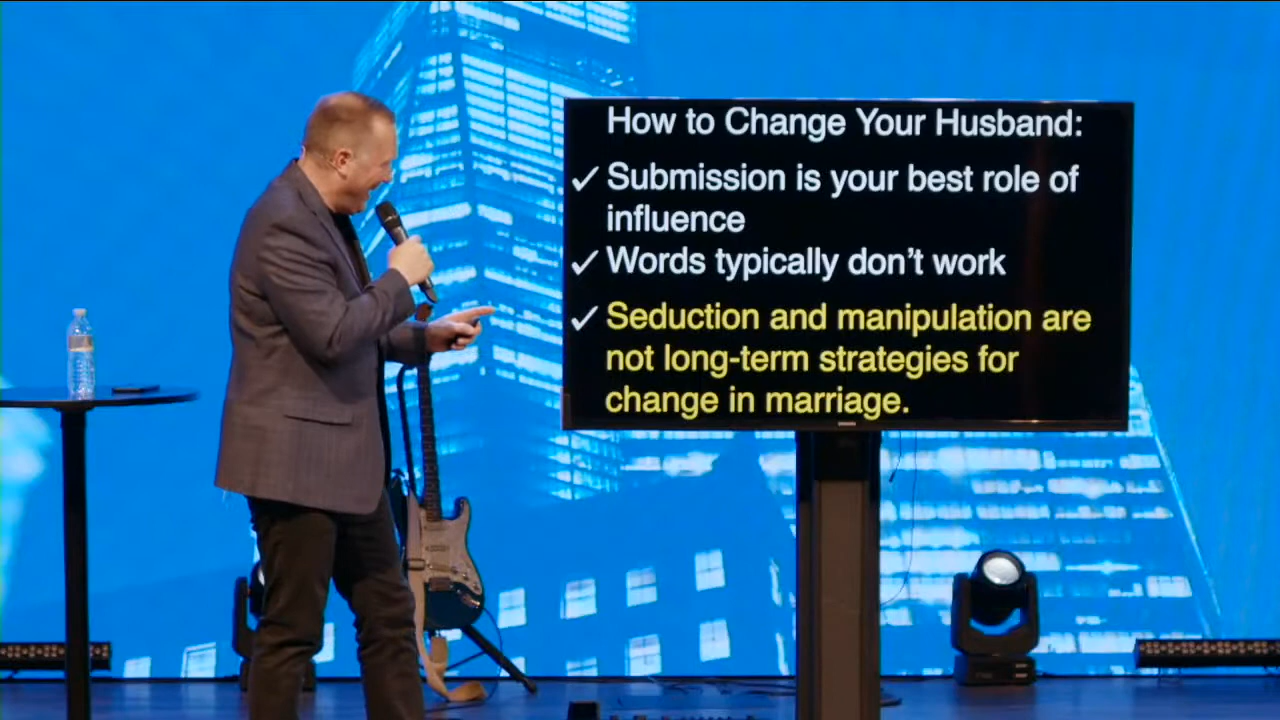 How to Change Your Husband:
✓ Submission is your best role of
influence
✓ Words typically don't work
✓ Seduction and manipulation are
not long-term strategies for
change in marriage.